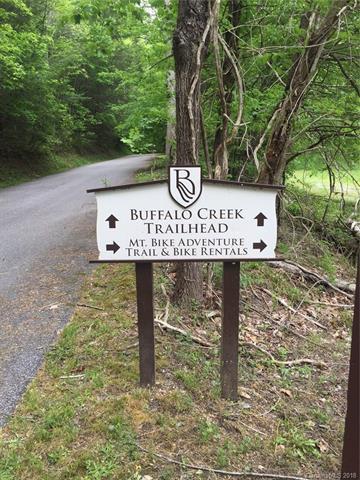 BUFFALO CREEK
TRAILHEAD
MT. BIKE ADVENTURE
TRAIL & BIKE RENTALS